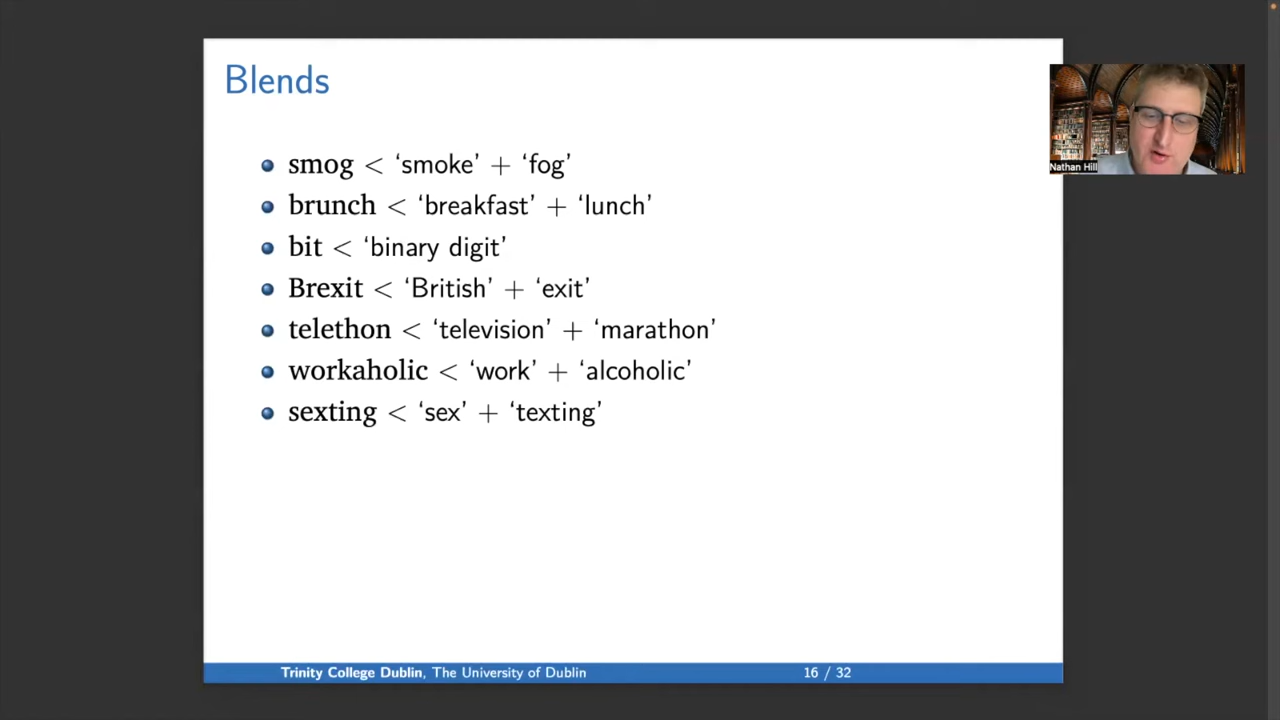 Blends
smog < ‘smoke’ + ‘fog’
brunch < ‘breakfast’ + ‘lunch’
bit < ‘binary digit’
Brexit < ‘British’ + ‘exit’
telethon < ‘television’ + ‘marathon’
workaholic < ‘work’ + ‘alcoholic’
sexting < ‘sex’ + ‘texting’
Trinity College Dublin, The University of Dublin
16 / 32
Nathan Hill